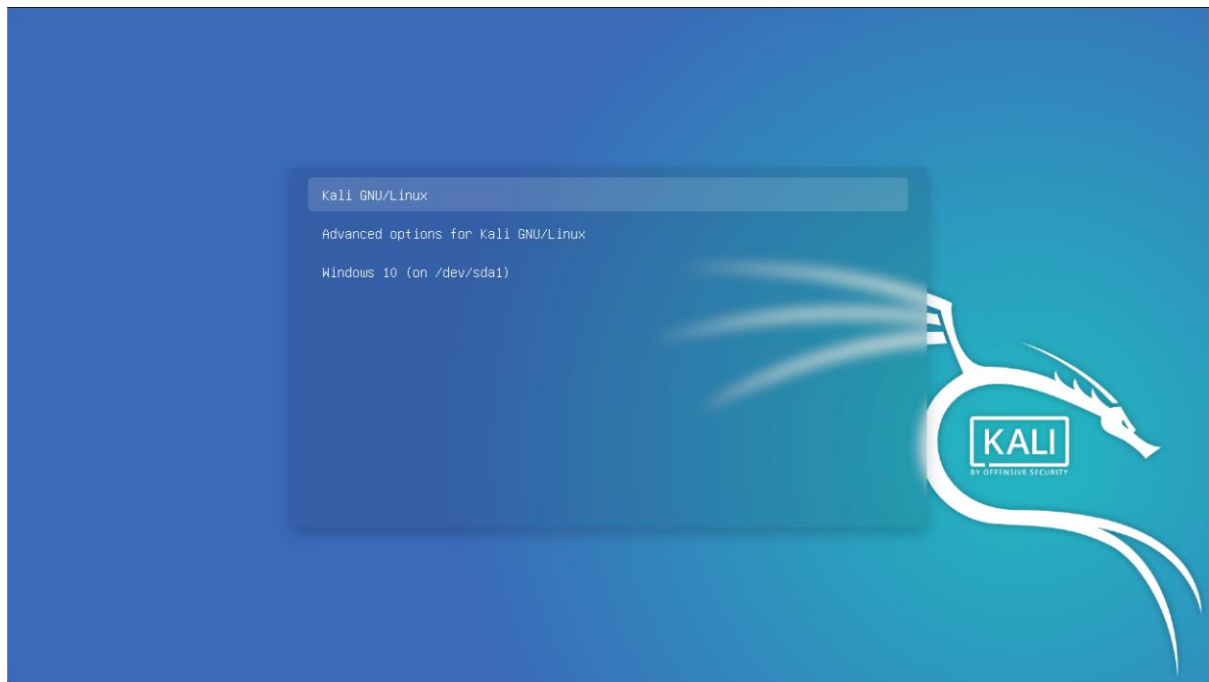 Kali GNU/Linux
Advanced options for Kali GNU/Linux
Windows 10 (on /dev/sda1)
KALI
BY OFFENSIVE SECURITY